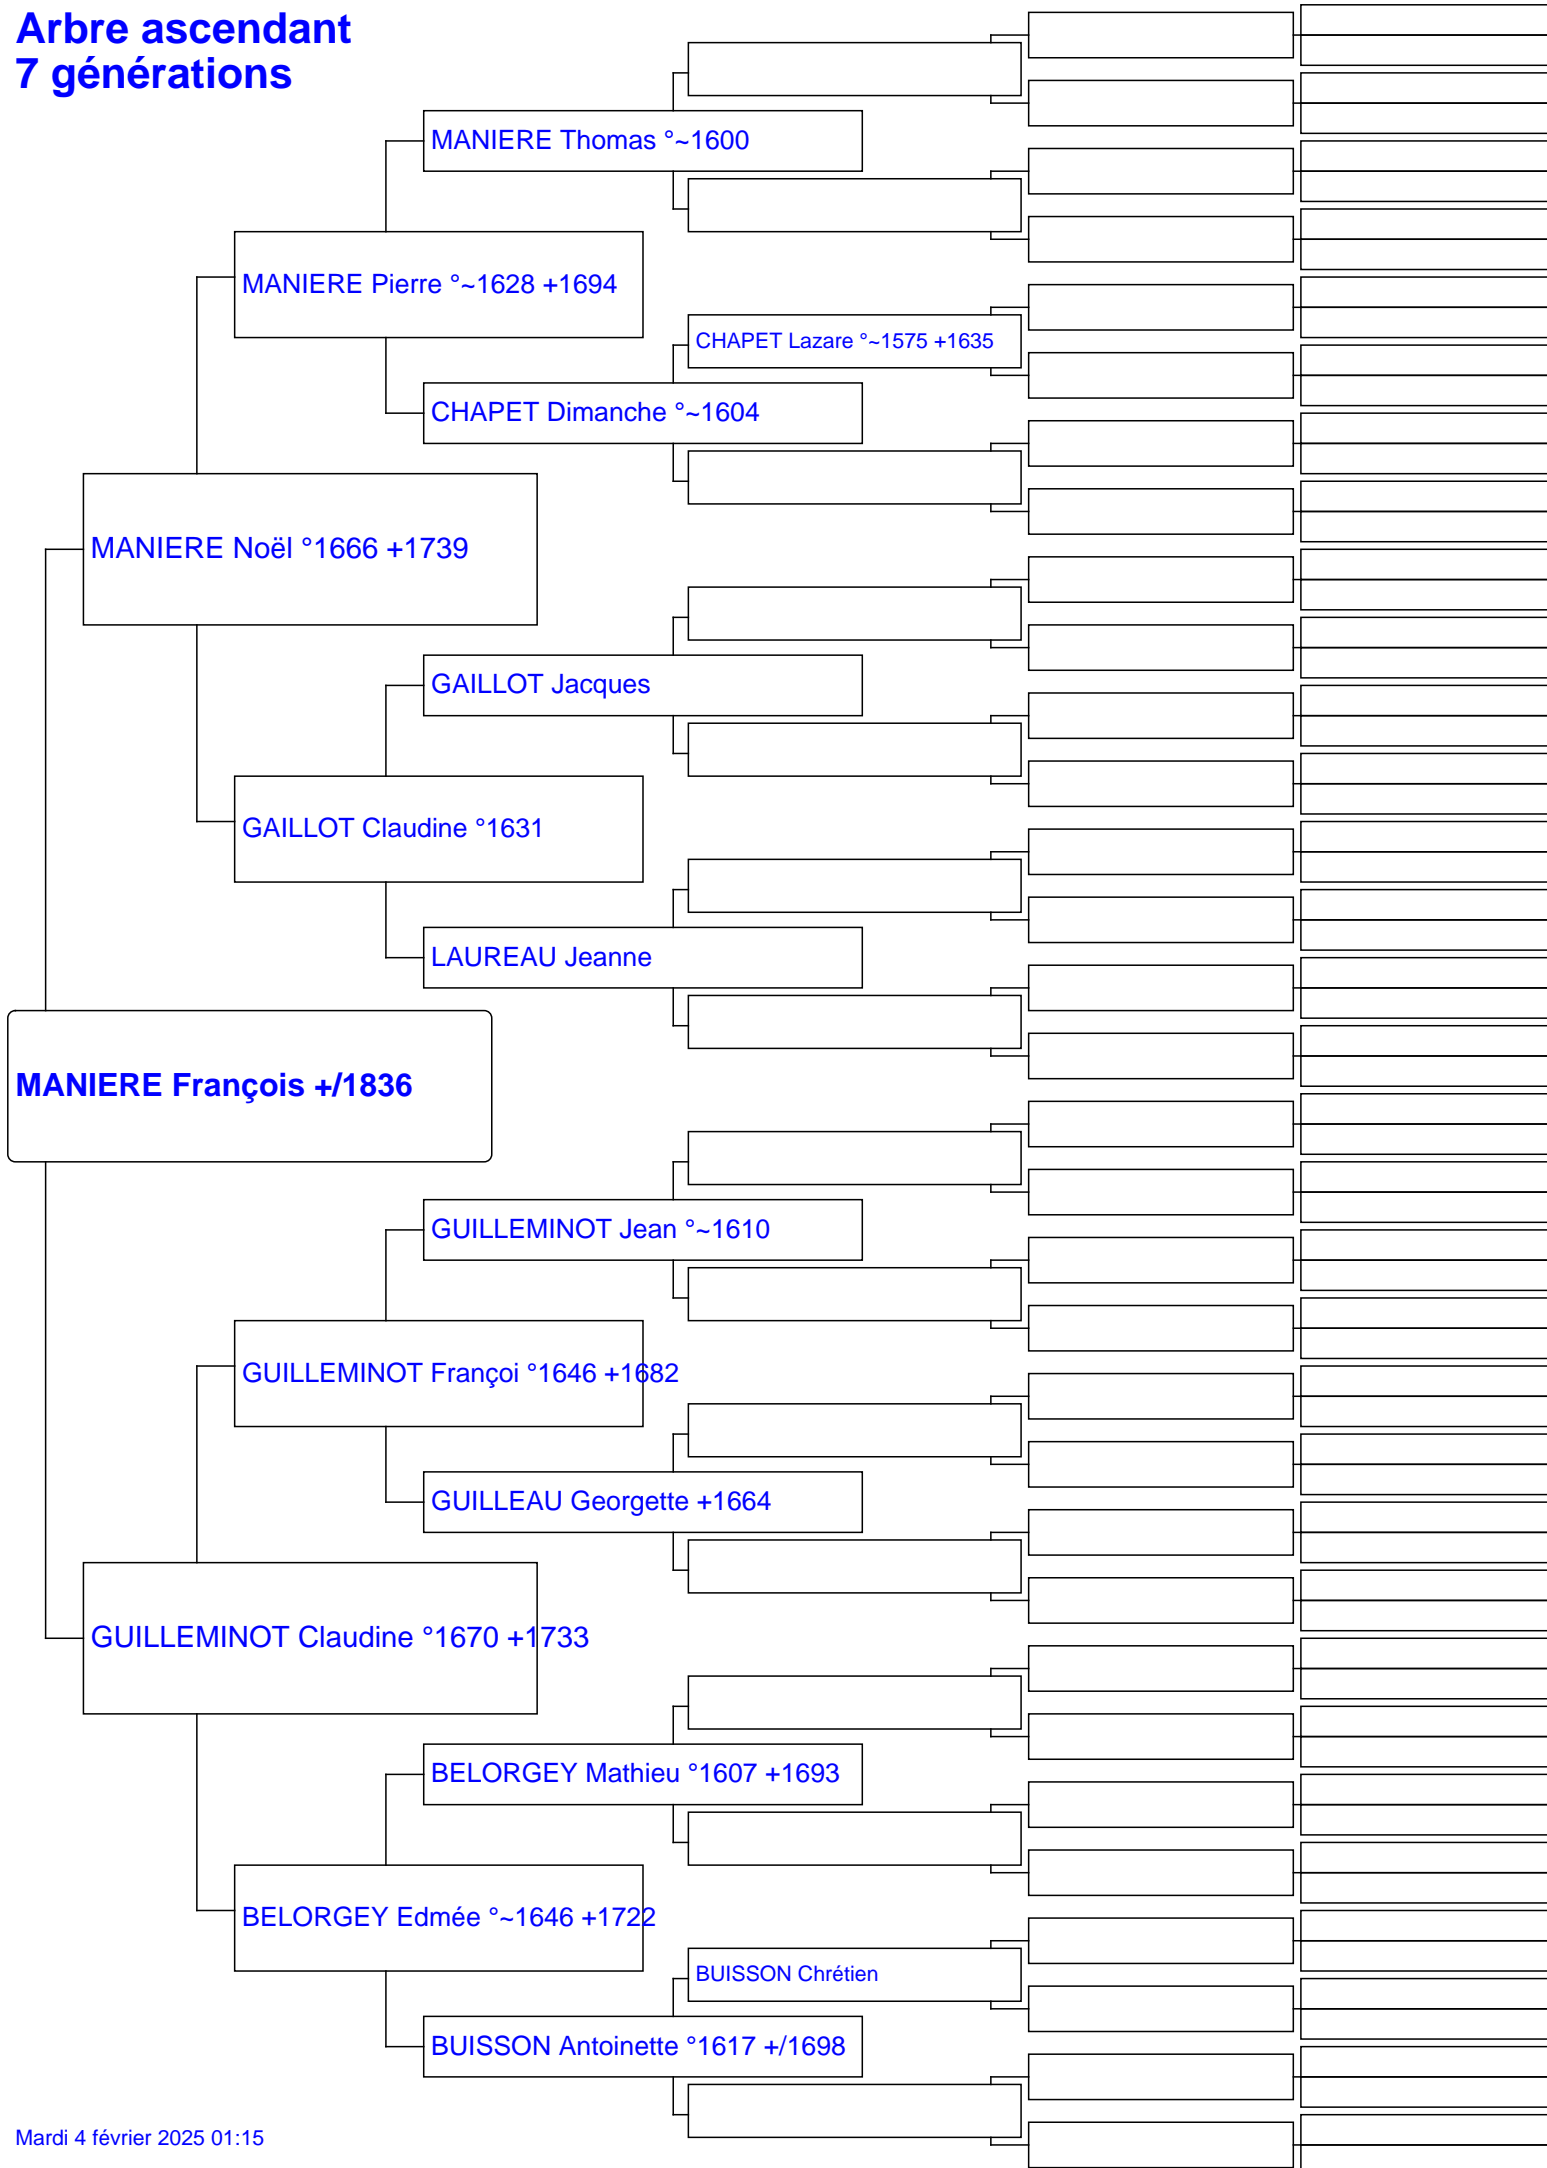 Arbre ascendant
7 générations
MANIERE Thomas °~1600
MANIERE Pierre °~1628 +1694
CHAPET Lazare °~1575 +1635
CHAPET Dimanche °~1604
MANIERE Noël °1666 +1739
GAILLOT Jacques
GAILLOT Claudine °1631
LAUREAU Jeanne
MANIERE François +/1836
GUILLEMINOT Jean °~1610
GUILLEMINOT Françoi °1646 +1682
GUILLEAU Georgette +1664
GUILLEMINOT Claudine °1670 +1733
BELORGEY Mathieu °1607 +1693
BELORGEY Edmée °~1646 +1722
BUISSON Chrétien
BUISSON Antoinette °1617 +/1698
Mardi 4 février 2025 01:15